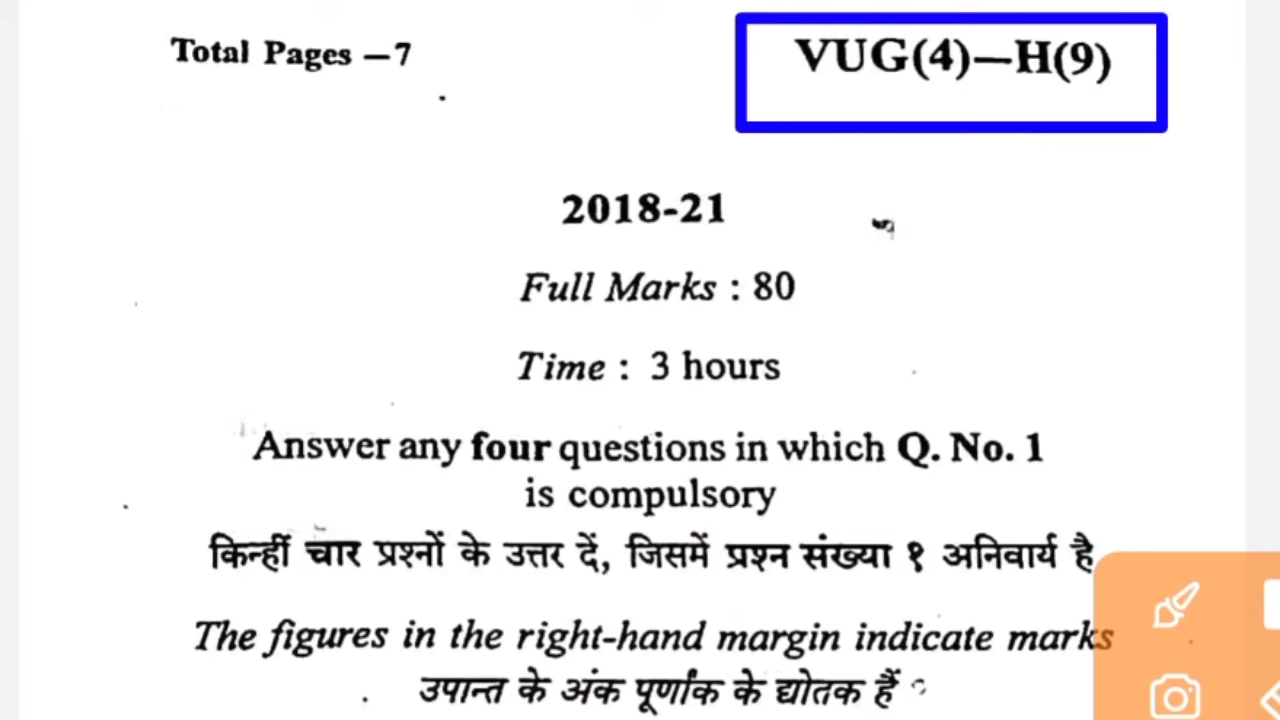 Total Pages —7
VUG(4)—H(9)
2018-21
Full Marks : 80
Time : 3 hours
Answer any four questions in which Q. No. 1
is compulsory
किन्हीं चार प्रश्नों के उत्तर दें, जिसमें प्रश्न संख्या १ अनिवार्य है
The figures in the right-hand margin indicate marks
उपान्त के अंक पूर्णांक के द्योतक हैं